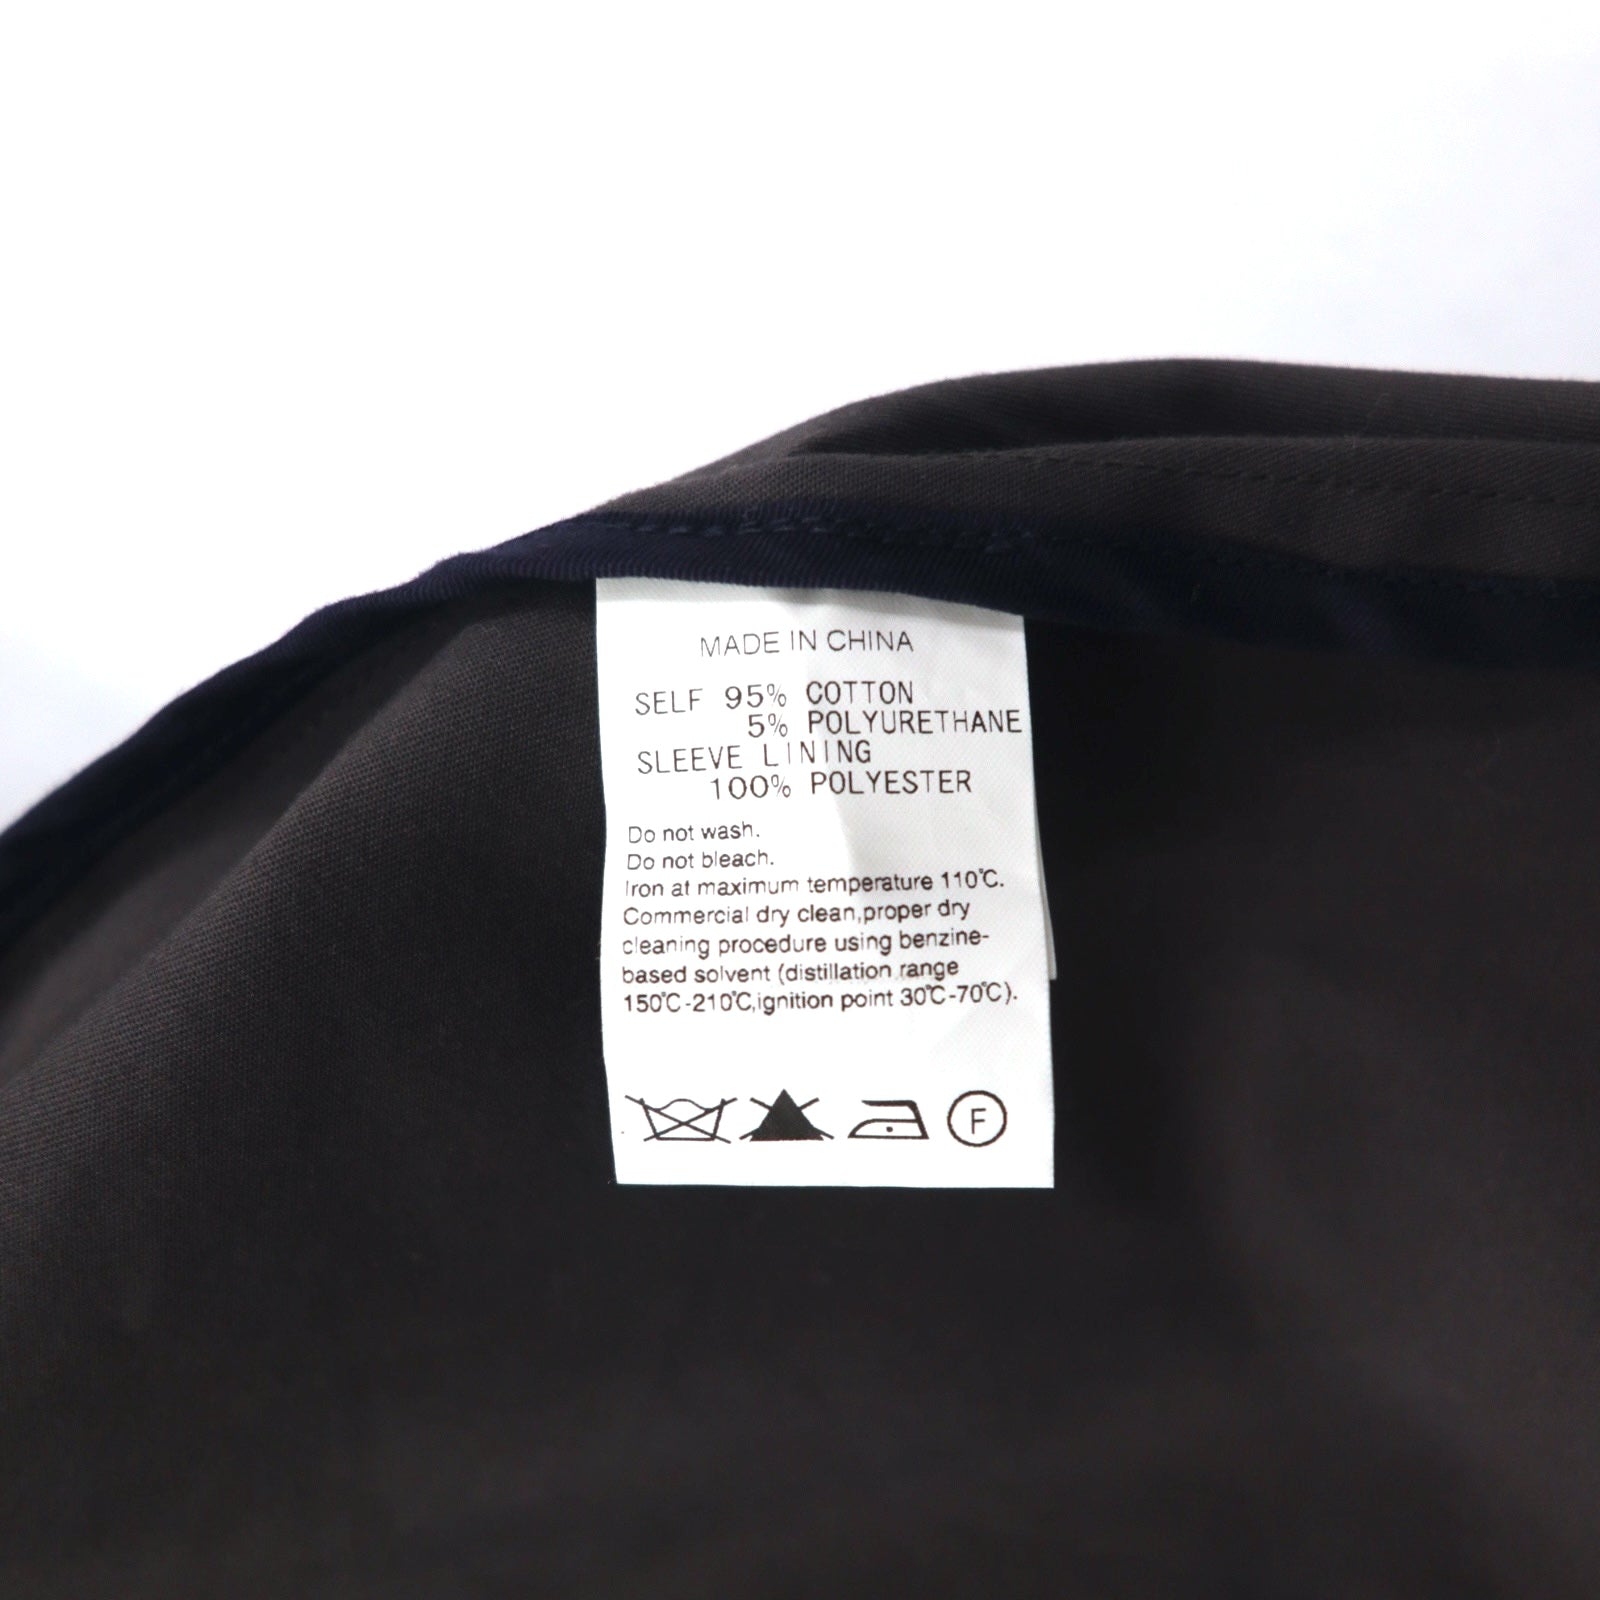 MADE IN CHINA
SELF 95% COTTON
5% POLYURETHANE
SLEEVE LINING
100% POLYESTER
Do not wash.
Do not bleach.
Iron at maximum temperature 110℃.
Commercial dry clean,proper dry
cleaning procedure using benzine-
based solvent (distillation range
150℃-210℃,ignition point 30℃-70℃).
F